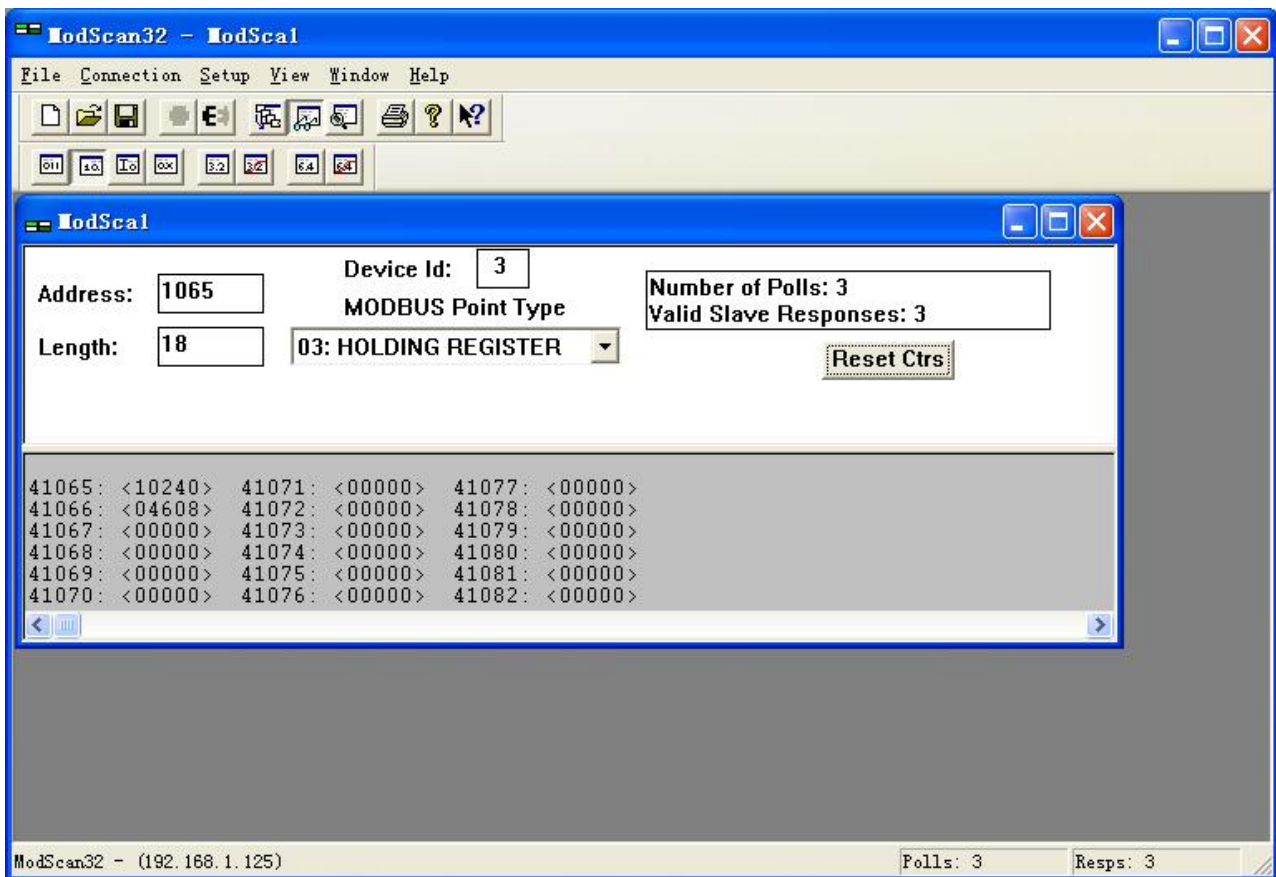 ModScan32 - ModSca1
File Connection Setup View Window Help
ModSca1
Address: 1065
Device Id: 3
MODBUS Point Type
Length: 18
03: HOLDING REGISTER
Number of Polls: 3
Valid Slave Responses: 3
Reset Ctrs
41065: <10240> 41071: <00000> 41077: <00000>
41066: <04608> 41072: <00000> 41078: <00000>
41067: <00000> 41073: <00000> 41079: <00000>
41068: <00000> 41074: <00000> 41080: <00000>
41069: <00000> 41075: <00000> 41081: <00000>
41070: <00000> 41076: <00000> 41082: <00000>
ModScan32 - (192.168.1.125)
Polls: 3
Resps: 3